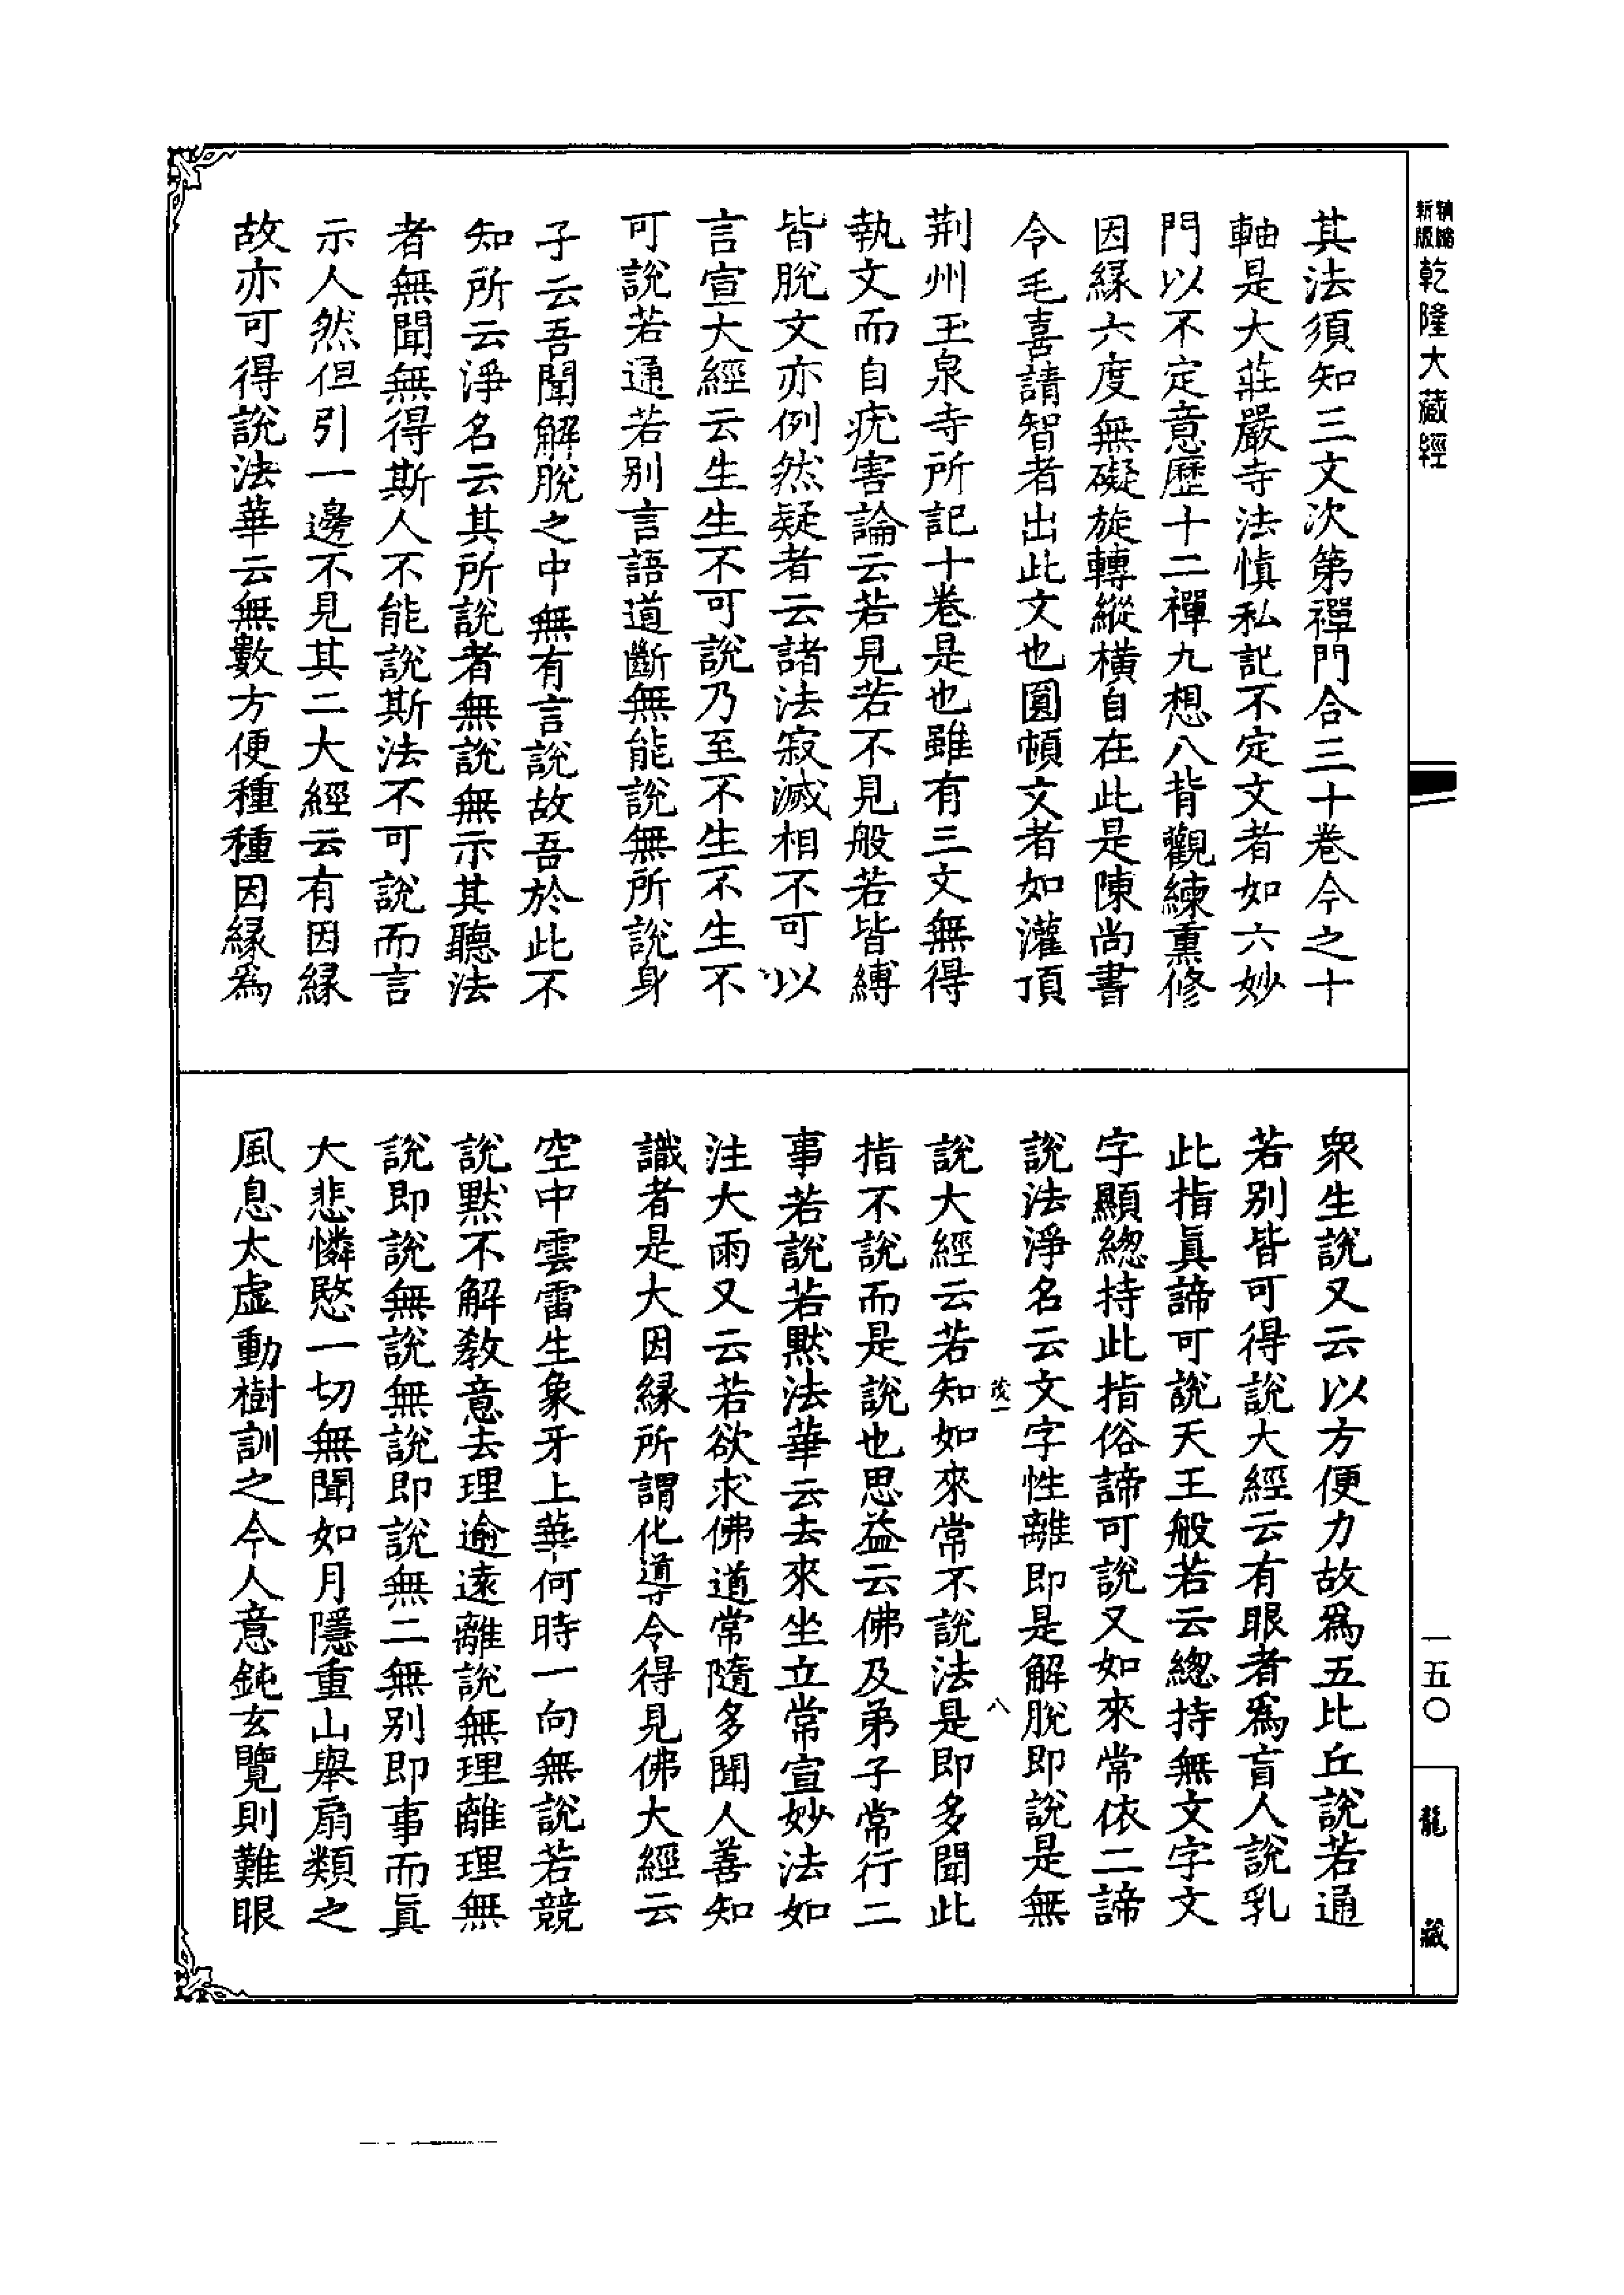 精縮新版乾隆大藏經
其法須知三文次第禪門合三十卷今之十
軸是大莊嚴寺法慎私記不定文者如六妙
門以不定意歷十二禪九想八背觀練熏修
因緣六度無礙旋轉縱橫自在此是陳尚書
令毛喜請智者出此文也圓頓文者如灌頂
荆州玉泉寺所記十卷是也雖有三文無得
執文而自疣害論云若見若不見般若皆縛
皆脫文亦例然疑者云諸法寂滅相不可以
言宣大經云生生不可說乃至不生不生不
可說若通若別言語道斷無能說無所說身
子云吾聞解脫之中無有言說故吾於此不
知所云淨名云其所說者無說無示其聽法
者無聞無得斯人不能說斯法不可說而言
示人然但引一邊不見其二大經云有因緣
故亦可得說法華云無數方便種種因緣爲
衆生說又云以方便力故爲五比丘說若通
若別皆可得說大經云有眼者爲盲人說乳
此指眞諦可說天王般若云總持無文字文
字顯總持此指俗諦可說又如來常依二諦
說法淨名云文字性離即是解脫即說是無
茂一 八
說大經云若知如來常不說法是即多聞此
指不說而是說也思益云佛及弟子常行二
事若說若默法華云去來坐立常宣妙法如
注大雨又云若欲求佛道常隨多聞人善知
識者是大因緣所謂化導令得見佛大經云
空中雲雷生象牙上華何時一向無說若競
說默不解教意去理逾遠離說無理離理無
說即說無說無說即說無二無別即事而眞
大悲憐愍一切無聞如月隱重山舉扇類之
風息太虛動樹訓之今人意鈍玄覽則難眼
一五〇
龍藏